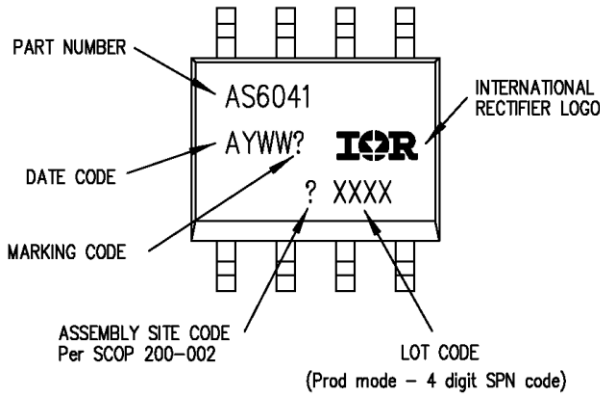 PART NUMBER
AS6041
INTERNATIONAL
RECTIFIER LOGO
AYWW?
IOR
DATE CODE
? XXXX
MARKING CODE
ASSEMBLY SITE CODE
Per SCOP 200-002
LOT CODE
(Prod mode - 4 digit SPN code)